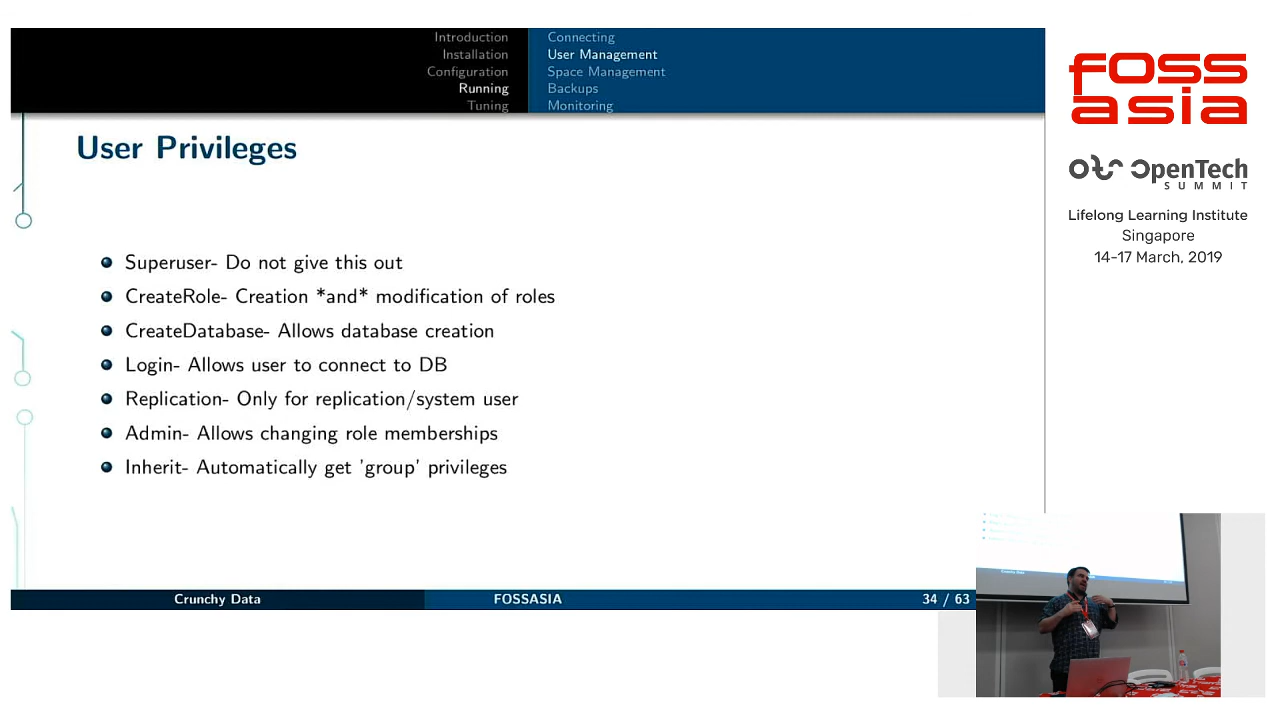 Introduction
Installation
Configuration
Running
Tuning
Connecting
User Management
Space Management
Backups
Monitoring
User Privileges
Superuser- Do not give this out
CreateRole- Creation *and* modification of roles
CreateDatabase- Allows database creation
Login- Allows user to connect to DB
Replication- Only for replication/system user
Admin- Allows changing role memberships
Inherit- Automatically get 'group' privileges
Crunchy Data
FOSSASIA
34 / 63
FOSS
asia
OpenTech
SUMMIT
Lifelong Learning Institute
Singapore
14-17 March, 2019